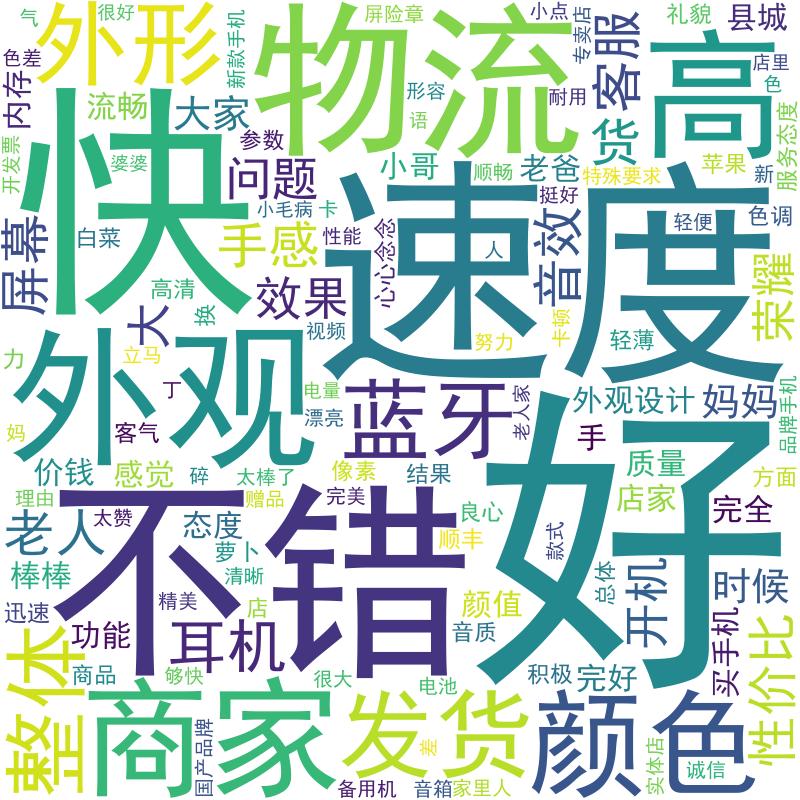 气
很好
外形
新款手机
物流
屏险章
小点
专卖店
客服
礼貌
县城
高
店里
色
色差
内存
流畅
大家
形容
语
耐用
货
服务态度
开发票
快
婆婆
参数
问题
小哥
顺畅
老爸
特殊要求
苹果
新
挺好
小毛病
卡
速度
轻便
色调
屏幕
白菜
手感
性能
心心念念
人
音效
荣耀
高清
换
效果
大
视频
努力
卡顿
轻薄
力
立马
外观
丁
电量
漂亮
蓝牙
老人家
外观设计
妈妈
品牌手机
妈
客气
好
手
价钱
感觉
碎
太棒了
像素
结果
质量
方面
理由
不错
赠品
完美
良心
店家
完全
太赞
老人
态度
萝卜
顺丰
款式
棒棒
清晰
总体
开机
时候
迅速
精美
店
颜值
功能
耳机
音质
买手机
整体
商品
够快
很大
电池
积极
完好
性价比
商家
发货
颜色
国产品牌
差
实体店
诚信
备用机
音箱
家里人